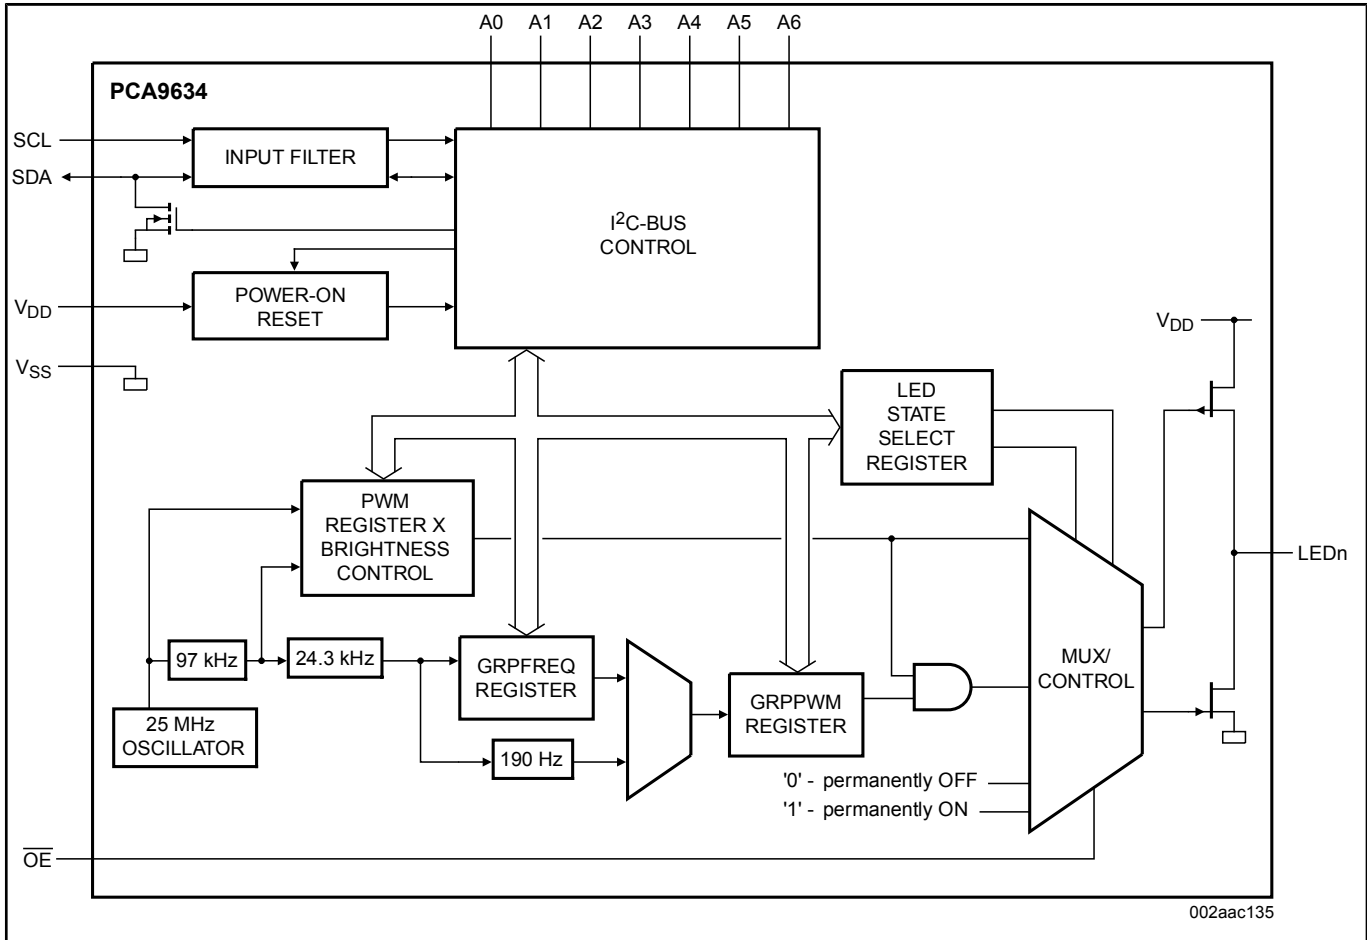 A0 A1 A2 A3 A4 A5 A6
PCA9634
SCL
SDA
INPUT FILTER
I²C-BUS
CONTROL
POWER-ON
RESET
VDD
VSS
VDD
LED
STATE
SELECT
REGISTER
PWM
REGISTER X
BRIGHTNESS
CONTROL
LEDn
97 kHz
24.3 kHz
GRPFREQ
REGISTER
MUX/
CONTROL
GRPPWM
REGISTER
25 MHz
OSCILLATOR
190 Hz
'0' - permanently OFF
'1' - permanently ON
O̅E̅
002aac135